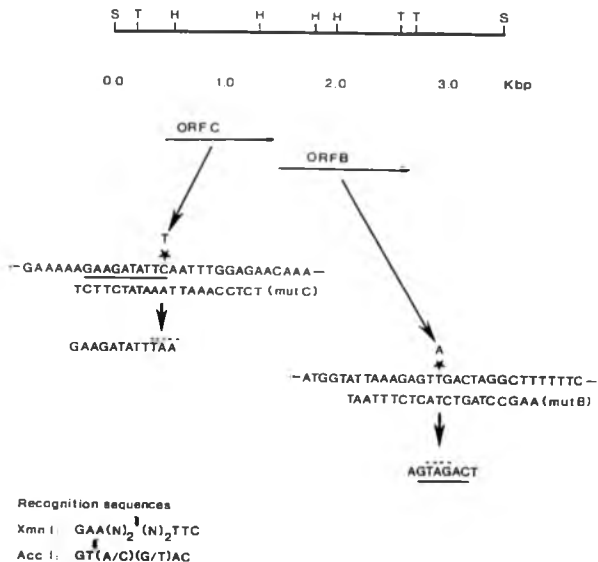 S T H H H H T T S
0.0 1.0 2.0 3.0 Kbp
ORF C
ORF B
T
—GAAAAAGAAGATATTCAATTTGGAGAACAAA—
TCTTCTATAAATTAAACCTCT (mut C)
GAAGATATTTAA
A
—ATGGTATTAAAGAGTTGACTAGGCTTTTTTC—
TAATTTCTCATCTGATCCGAA (mut B)
AGTAGACT
Recognition sequences
Xmn I: GAA(N)2 (N)2TTC
Acc I: GT(A/C)(G/T)AC